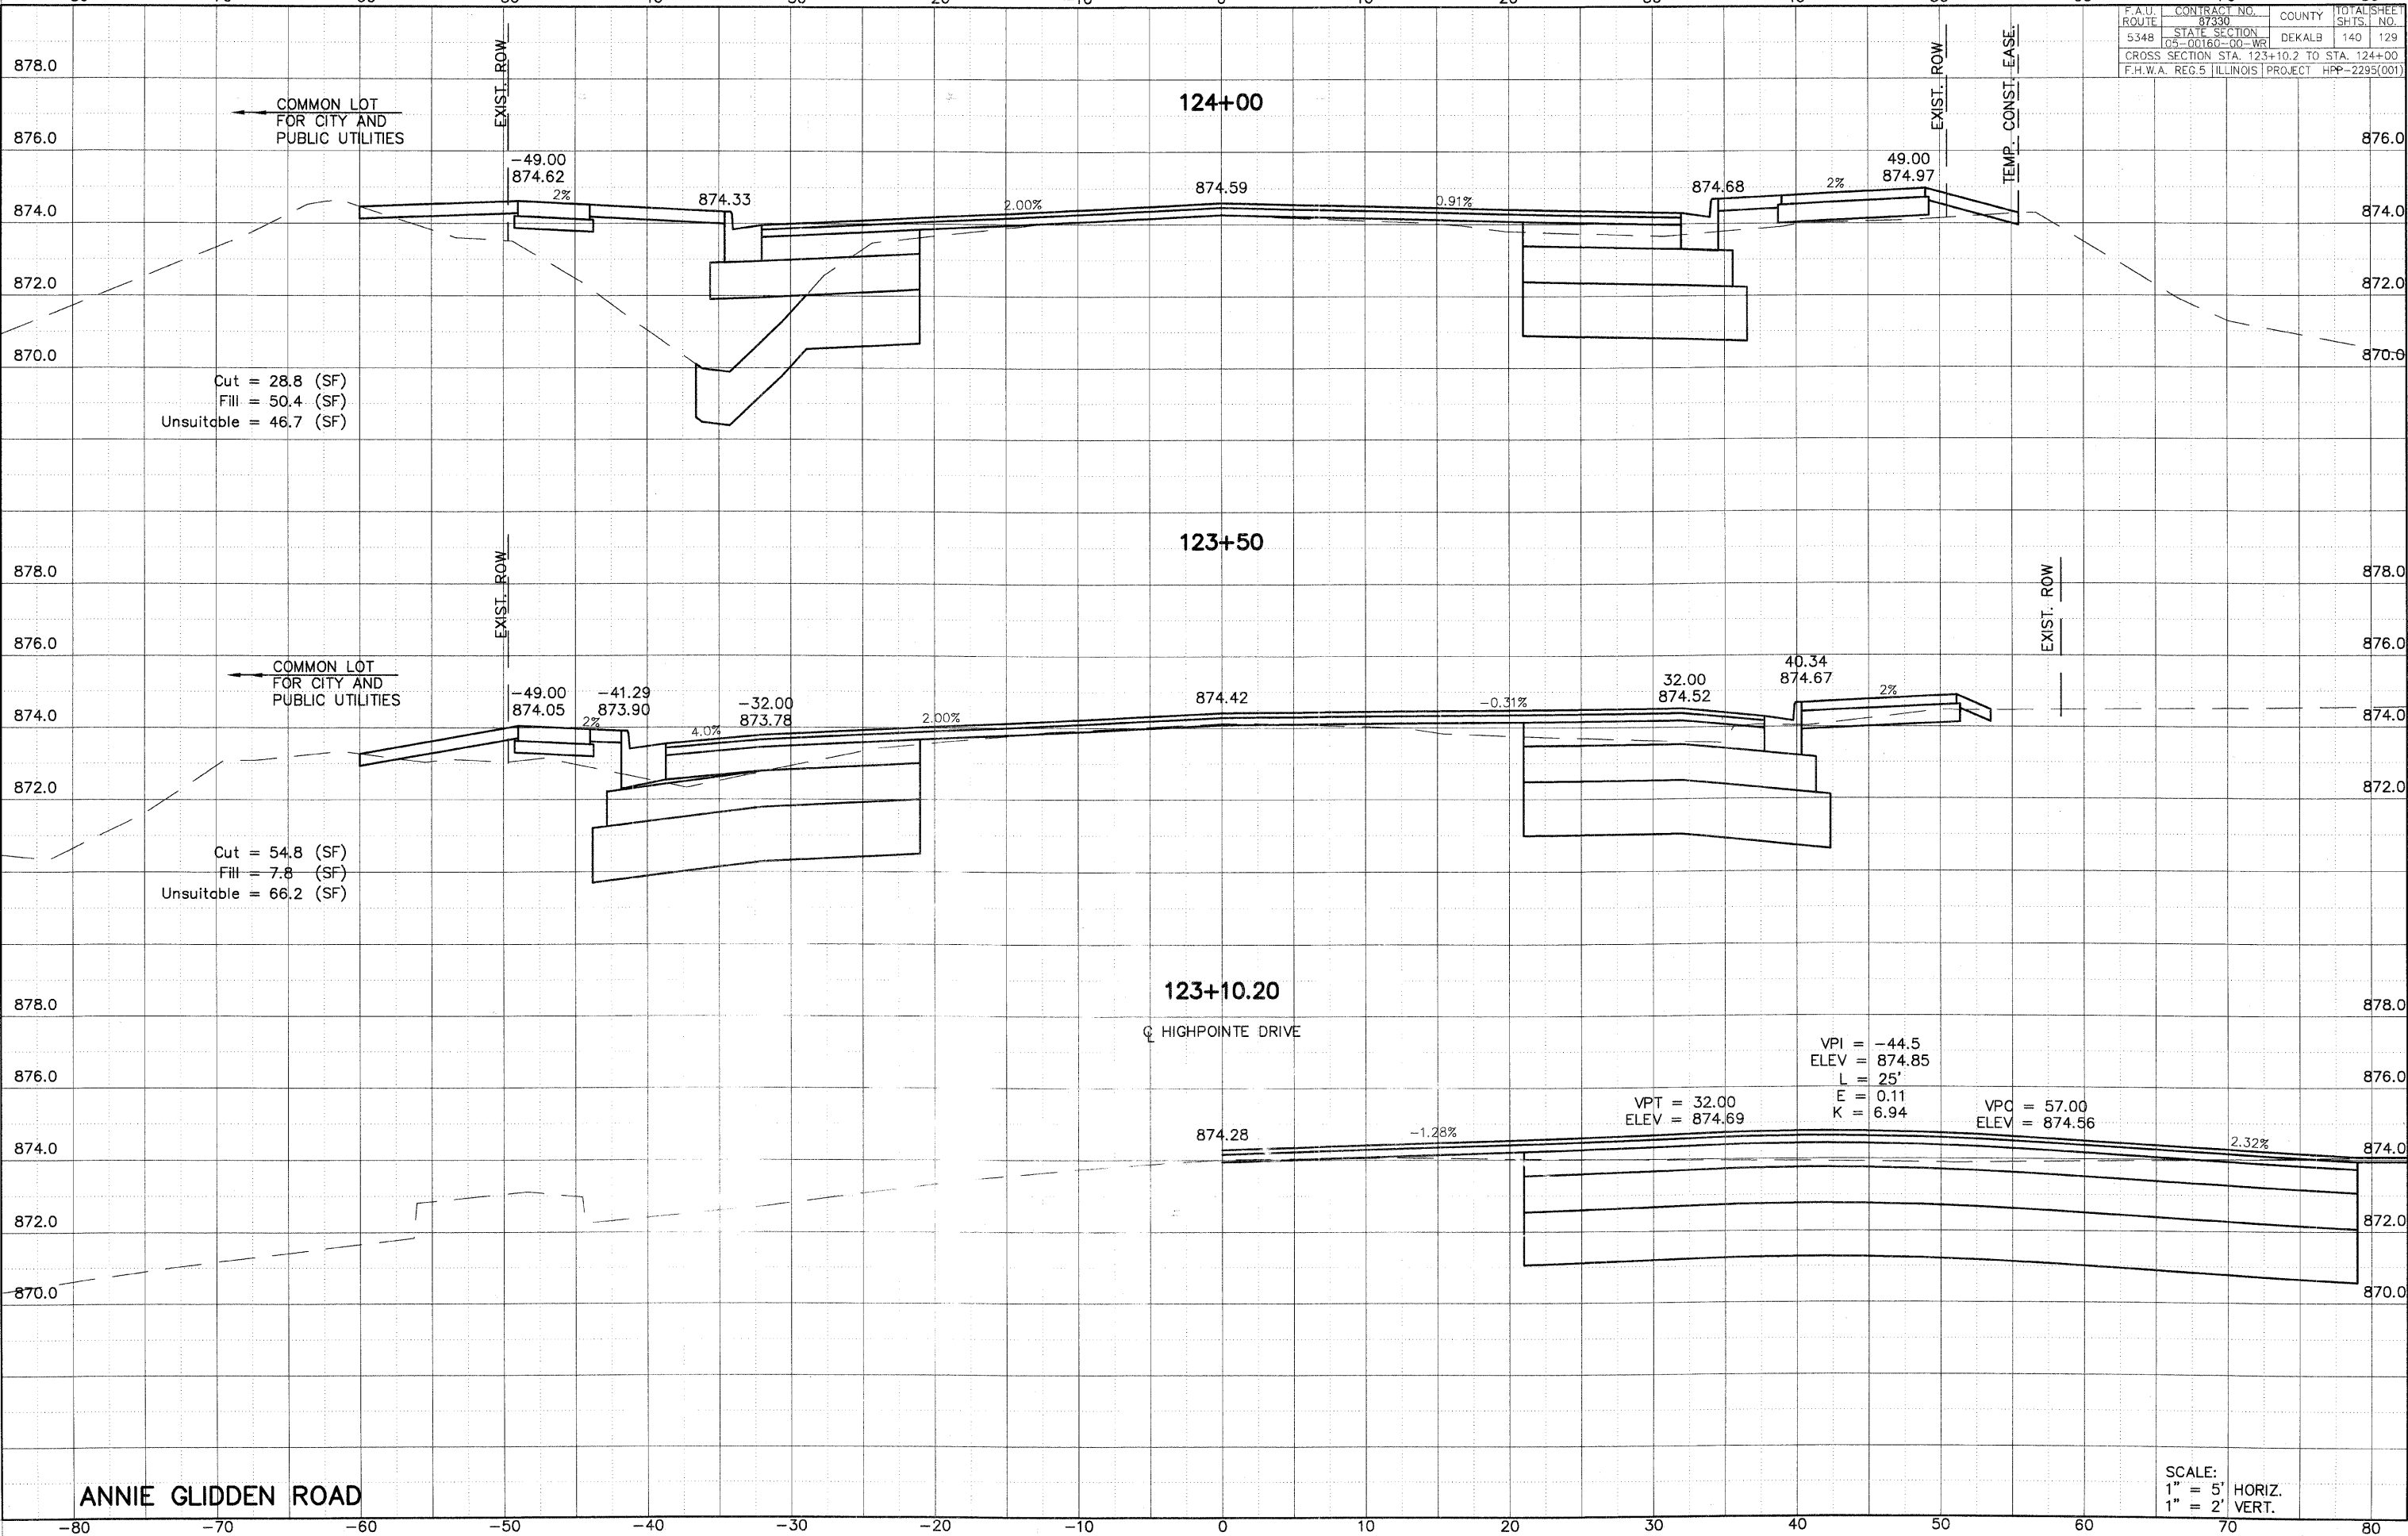 F.A.U. ROUTE CONTRACT NO. 87330 COUNTY TOTAL SHTS. SHEET NO.
5348 STATE SECTION 05-00160-00-WR DEKALB 140 129
CROSS SECTION STA. 123+10.2 TO STA. 124+00
F.H.W.A. REG.5 ILLINOIS PROJECT HPP-2295(001)
124+00
878.0
876.0 876.0
874.0 874.0
872.0 872.0
870.0 870.0
COMMON LOT
FOR CITY AND
PUBLIC UTILITIES
EXIST. ROW
EXIST. ROW
TEMP. CONST. EASE.
-49.00
874.62
2%
874.33
2.00%
874.59
0.91%
874.68
2%
49.00
874.97
Cut = 28.8 (SF)
Fill = 50.4 (SF)
Unsuitable = 46.7 (SF)
123+50
878.0 878.0
876.0 876.0
874.0 874.0
872.0 872.0
EXIST. ROW
EXIST. ROW
COMMON LOT
FOR CITY AND
PUBLIC UTILITIES
-49.00
874.05
2%
-41.29
873.90
4.0%
-32.00
873.78
2.00%
874.42
-0.31%
32.00
874.52
40.34
874.67
2%
Cut = 54.8 (SF)
Fill = 7.8 (SF)
Unsuitable = 66.2 (SF)
123+10.20
℄ HIGHPOINTE DRIVE
878.0 878.0
876.0 876.0
874.0 874.0
872.0 872.0
870.0 870.0
VPI = -44.5
ELEV = 874.85
L = 25'
E = 0.11
K = 6.94
VPT = 32.00
ELEV = 874.69
VPC = 57.00
ELEV = 874.56
874.28
-1.28%
2.32%
ANNIE GLIDDEN ROAD
SCALE:
1" = 5' HORIZ.
1" = 2' VERT.
-80 -70 -60 -50 -40 -30 -20 -10 0 10 20 30 40 50 60 70 80